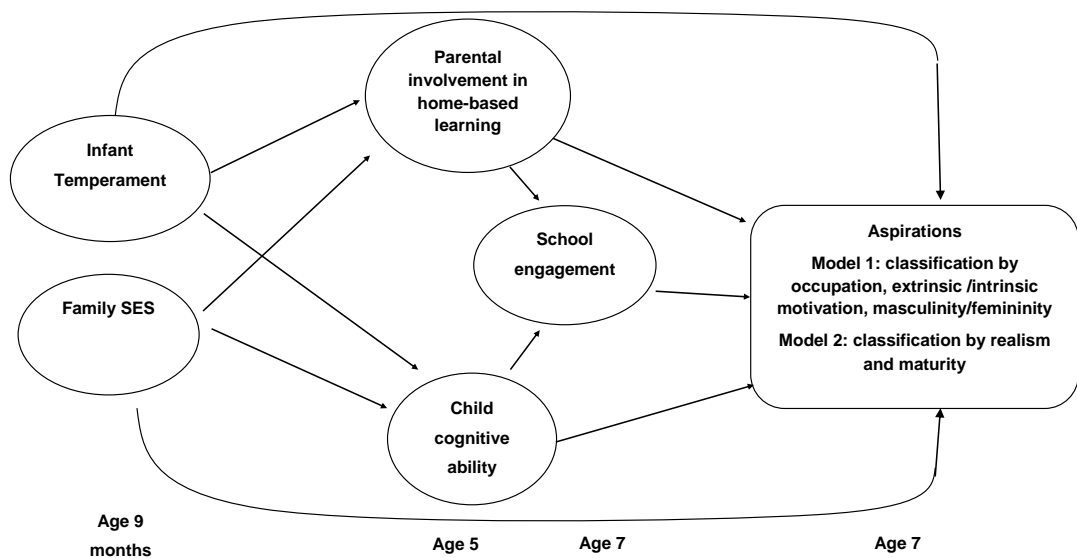 Infant
Temperament
Family SES
Parental
involvement in
home-based
learning
School
engagement
Child
cognitive
ability
Aspirations
Model 1: classification by
occupation, extrinsic /intrinsic
motivation, masculinity/femininity
Model 2: classification by realism
and maturity
Age 9
months
Age 5
Age 7
Age 7